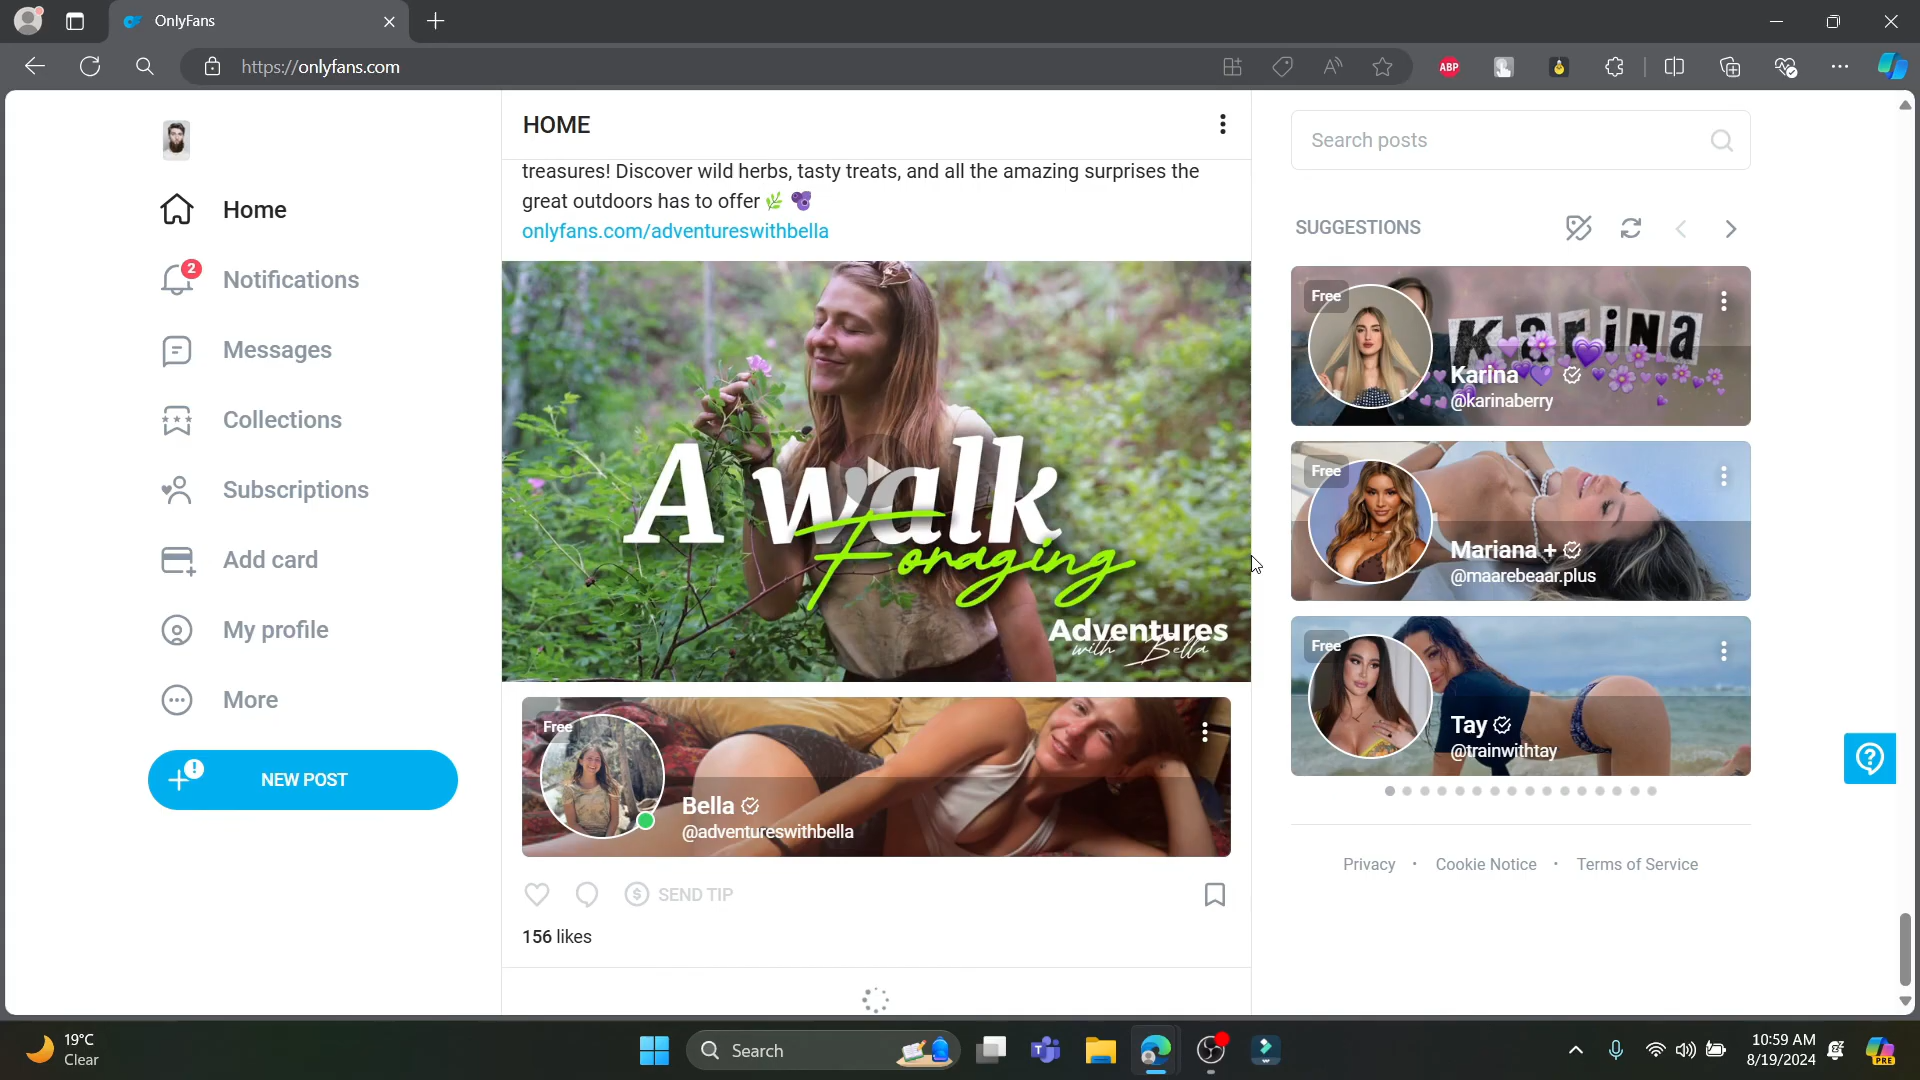 OnlyFans
https://onlyfans.com
ABP
Home
2
Notifications
Messages
Collections
Subscriptions
Add card
My profile
More
NEW POST
HOME
treasures! Discover wild herbs, tasty treats, and all the amazing surprises the
great outdoors has to offer 🌿 🫐
onlyfans.com/adventureswithbella
A walk
Foraging
Adventures
with Bella
Free
Bella
@adventureswithbella
SEND TIP
156 likes
Search posts
SUGGESTIONS
Free
KaRiNa
Karina💜
@karinaberry
Free
Mariana +
@maarebeaar.plus
Free
Tay
@trainwithtay
Privacy · Cookie Notice · Terms of Service
19°C
Clear
Search
10:59 AM
8/19/2024
PRE